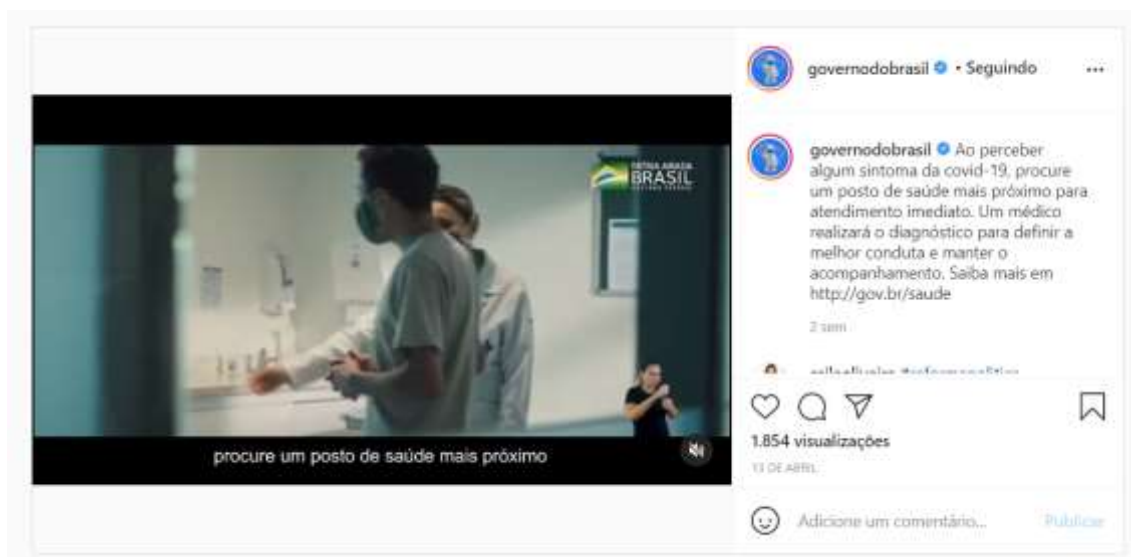 governodobrasil • Seguindo
PÁTRIA AMADA
BRASIL
GOVERNO FEDERAL
procure um posto de saúde mais próximo
governodobrasil Ao perceber
algum sintoma da covid-19, procure
um posto de saúde mais próximo para
atendimento imediato. Um médico
realizará o diagnóstico para definir a
melhor conduta e manter o
acompanhamento. Saiba mais em
http://gov.br/saude
2 sem
1.854 visualizações
13 DE ABRIL
Adicione um comentário... Publicar